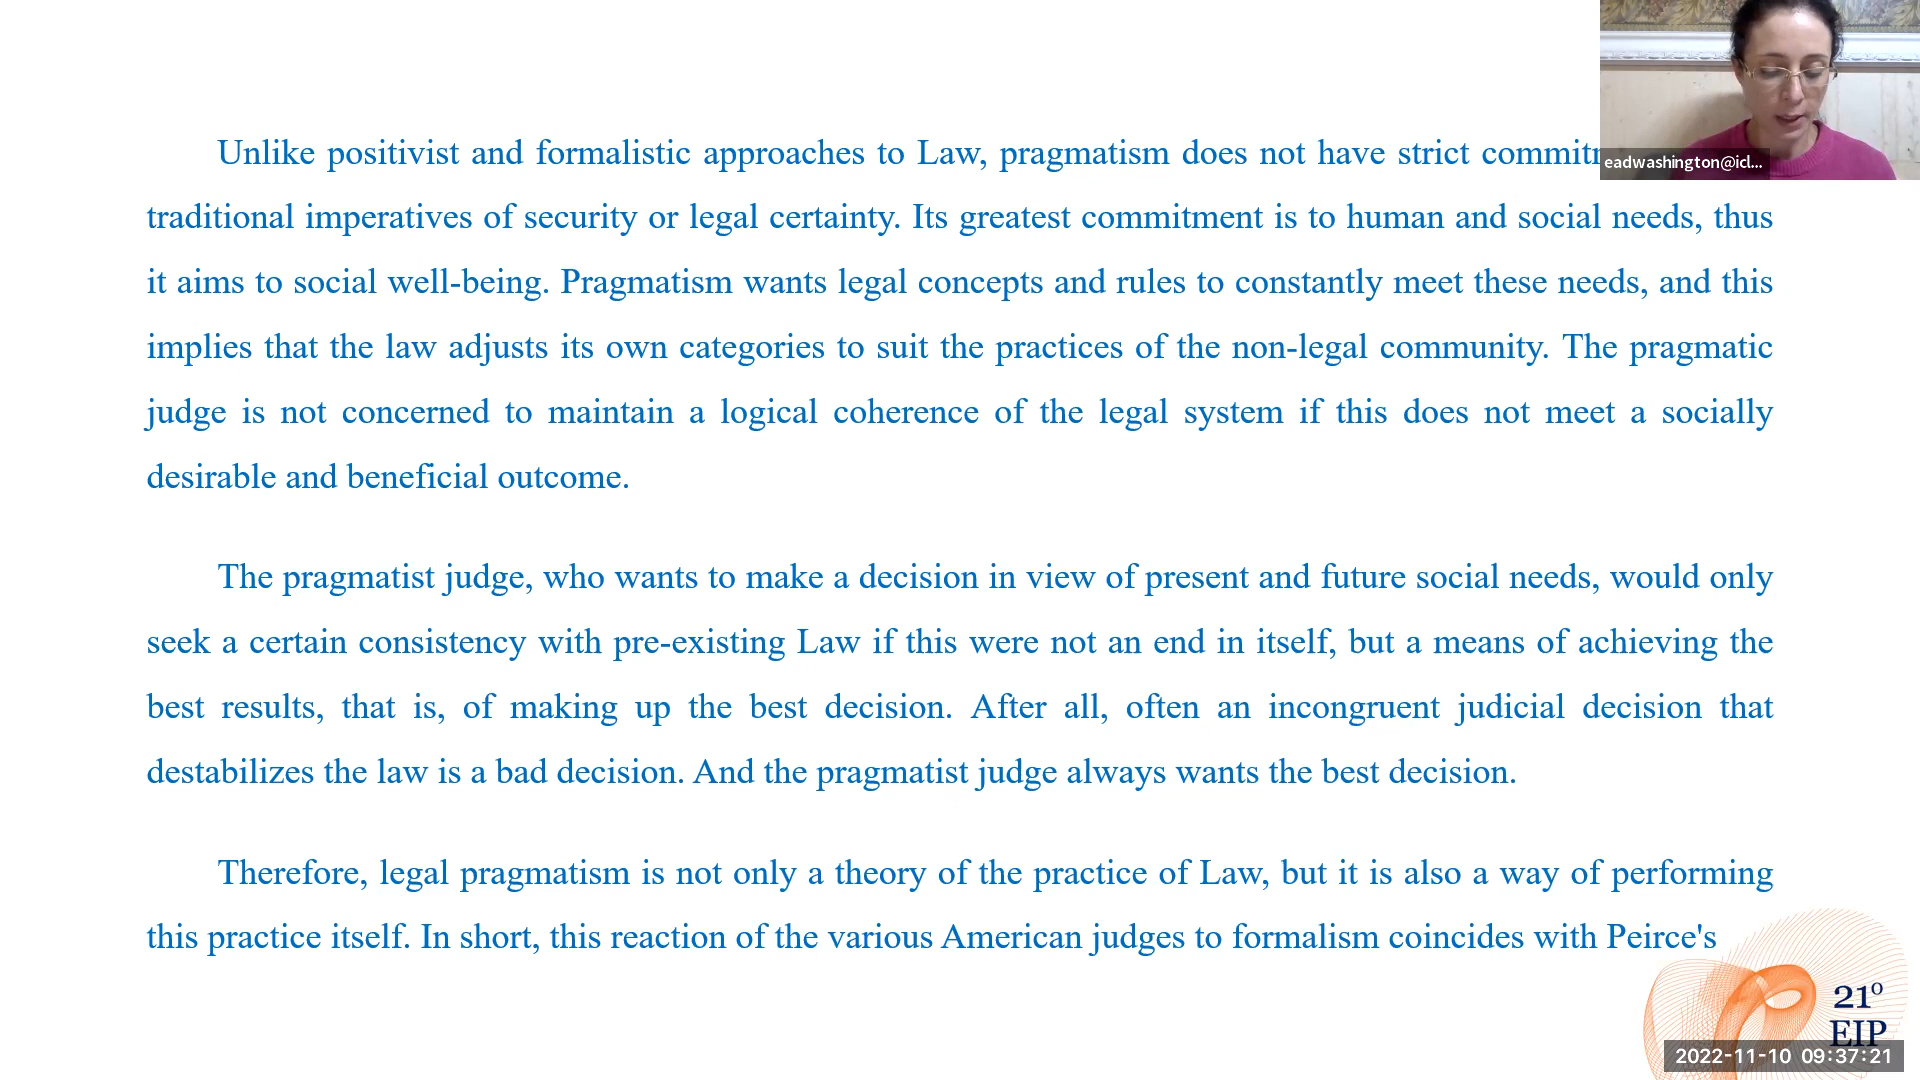 Unlike positivist and formalistic approaches to Law, pragmatism does not have strict
eadwashington@icl...
traditional imperatives of security or legal certainty. Its greatest commitment is to human and social needs, thus
it aims to social well-being. Pragmatism wants legal concepts and rules to constantly meet these needs, and this
implies that the law adjusts its own categories to suit the practices of the non-legal community. The pragmatic
judge is not concerned to maintain a logical coherence of the legal system if this does not meet a socially
desirable and beneficial outcome.
The pragmatist judge, who wants to make a decision in view of present and future social needs, would only
seek a certain consistency with pre-existing Law if this were not an end in itself, but a means of achieving the
best results, that is, of making up the best decision. After all, often an incongruent judicial decision that
destabilizes the law is a bad decision. And the pragmatist judge always wants the best decision.
Therefore, legal pragmatism is not only a theory of the practice of Law, but it is also a way of performing
this practice itself. In short, this reaction of the various American judges to formalism coincides with Peirce's
21º
EIP
2022-11-10 09:37:21